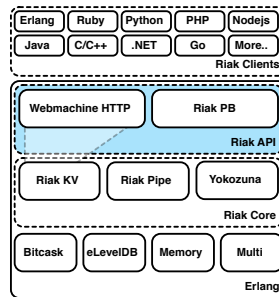 Erlang Ruby Python PHP Nodejs
Java C/C++ .NET Go More..
Riak Clients
Webmachine HTTP Riak PB
Riak API
Riak KV Riak Pipe Yokozuna
Riak Core
Bitcask eLevelDB Memory Multi
Erlang